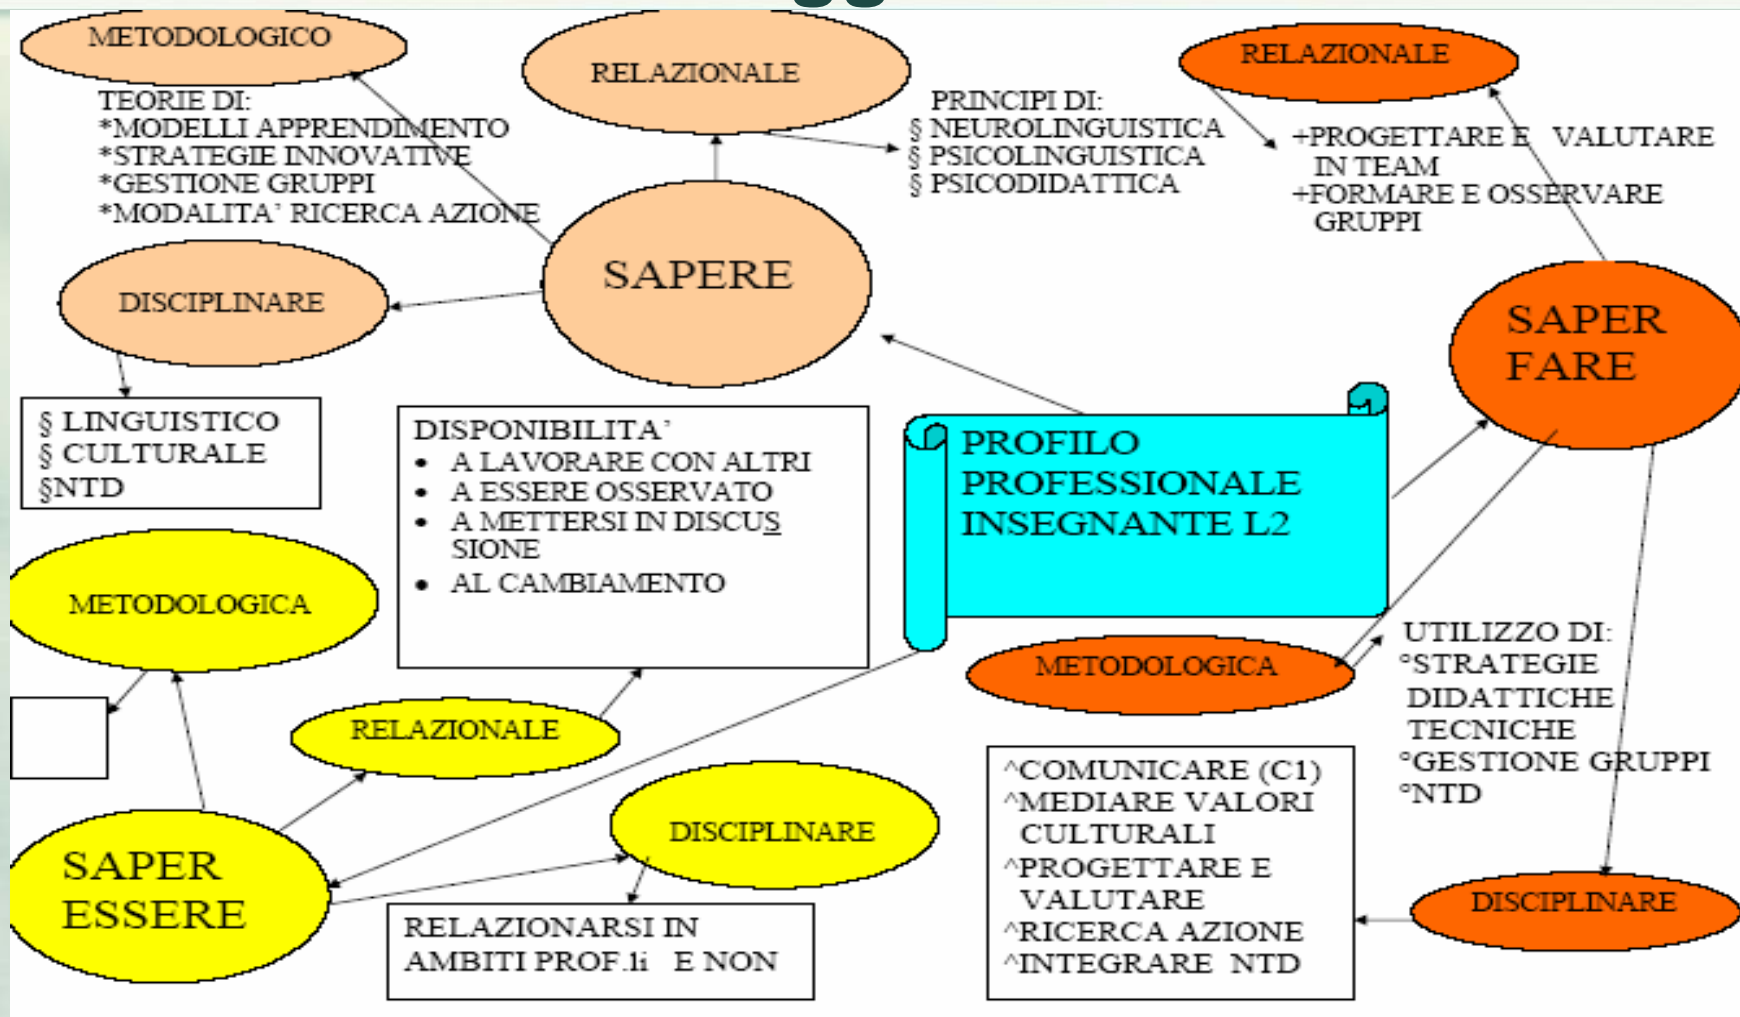 METODOLOGICO
TEORIE DI:
*MODELLI APPRENDIMENTO
*STRATEGIE INNOVATIVE
*GESTIONE GRUPPI
*MODALITA’ RICERCA AZIONE
RELAZIONALE
PRINCIPI DI:
§ NEUROLINGUISTICA
§ PSICOLINGUISTICA
§ PSICODIDATTICA
RELAZIONALE
+PROGETTARE E VALUTARE
IN TEAM
+FORMARE E OSSERVARE
GRUPPI
SAPERE
DISCIPLINARE
§ LINGUISTICO
§ CULTURALE
§NTD
SAPER
FARE
DISPONIBILITA’
• A LAVORARE CON ALTRI
• A ESSERE OSSERVATO
• A METTERSI IN DISCUS
SIONE
• AL CAMBIAMENTO
PROFILO
PROFESSIONALE
INSEGNANTE L2
METODOLOGICA
RELAZIONALE
METODOLOGICA
UTILIZZO DI:
°STRATEGIE
DIDATTICHE
TECNICHE
°GESTIONE GRUPPI
°NTD
SAPER
ESSERE
DISCIPLINARE
RELAZIONARSI IN
AMBITI PROF.li E NON
^COMUNICARE (C1)
^MEDIARE VALORI
CULTURALI
^PROGETTARE E
VALUTARE
^RICERCA AZIONE
^INTEGRARE NTD
DISCIPLINARE